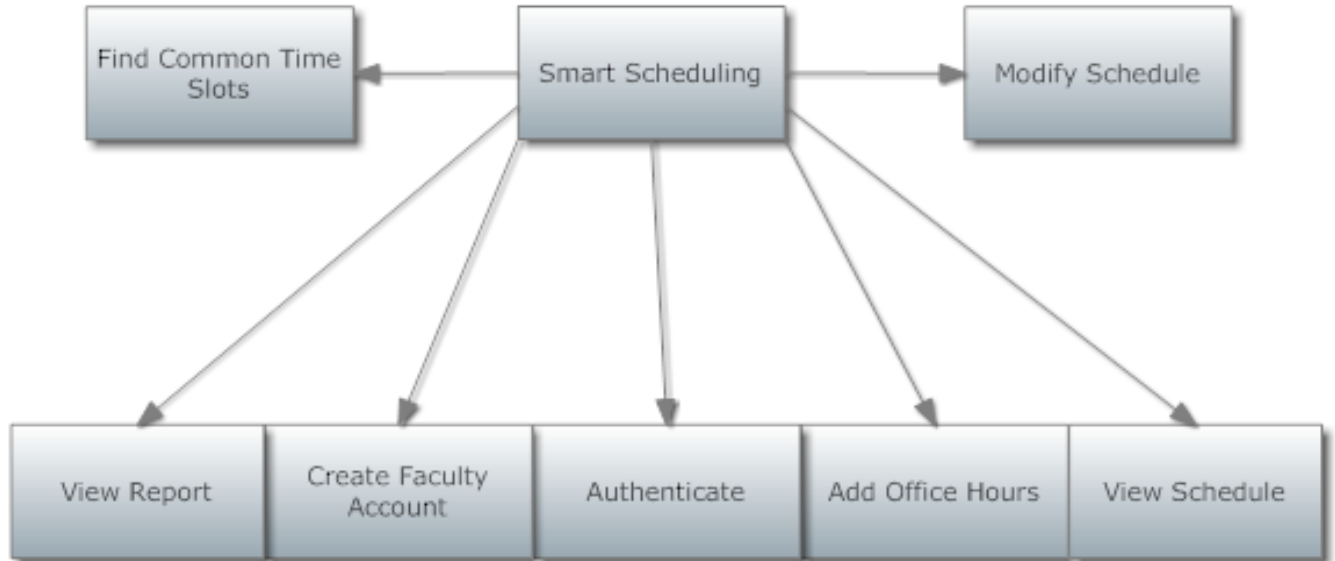 Find Common Time
Slots
Smart Scheduling
Modify Schedule
View Report
Create Faculty
Account
Authenticate
Add Office Hours
View Schedule